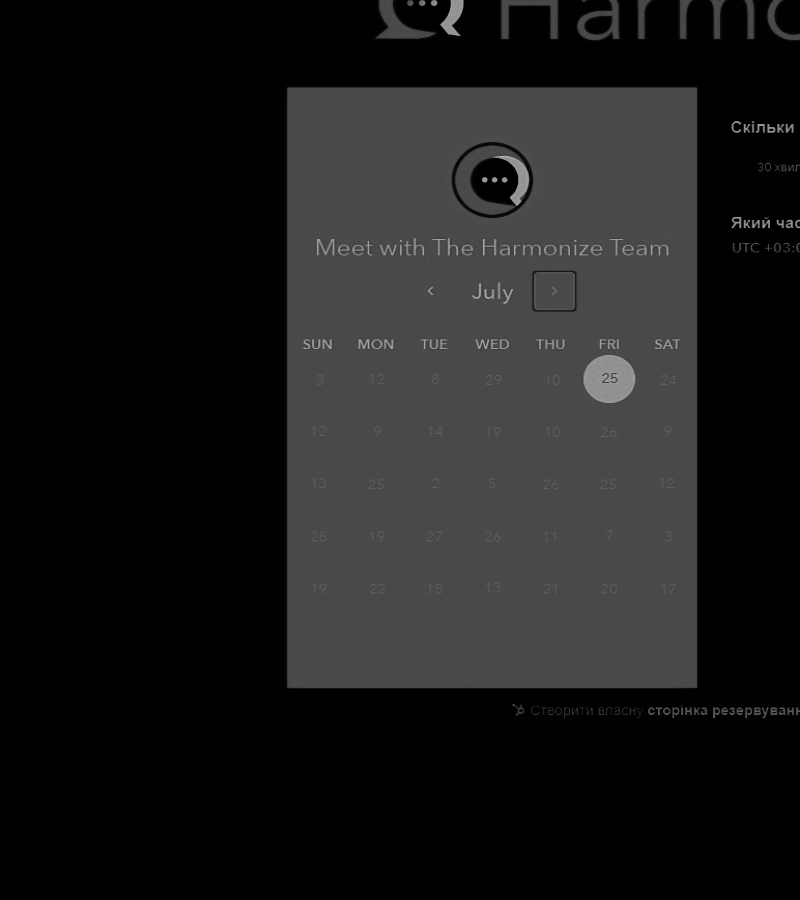 Harmo
Скільки
30 хвил
Meet with The Harmonize Team
Який час
UTC +03:0
July
SUN MON TUE WED THU FRI SAT
3 12 8 29 10 25 24
12 9 14 19 10 26 9
13 25 2 5 26 25 12
28 19 27 26 11 7 3
19 22 18 13 21 20 17
Створити власну сторінка резервуванн